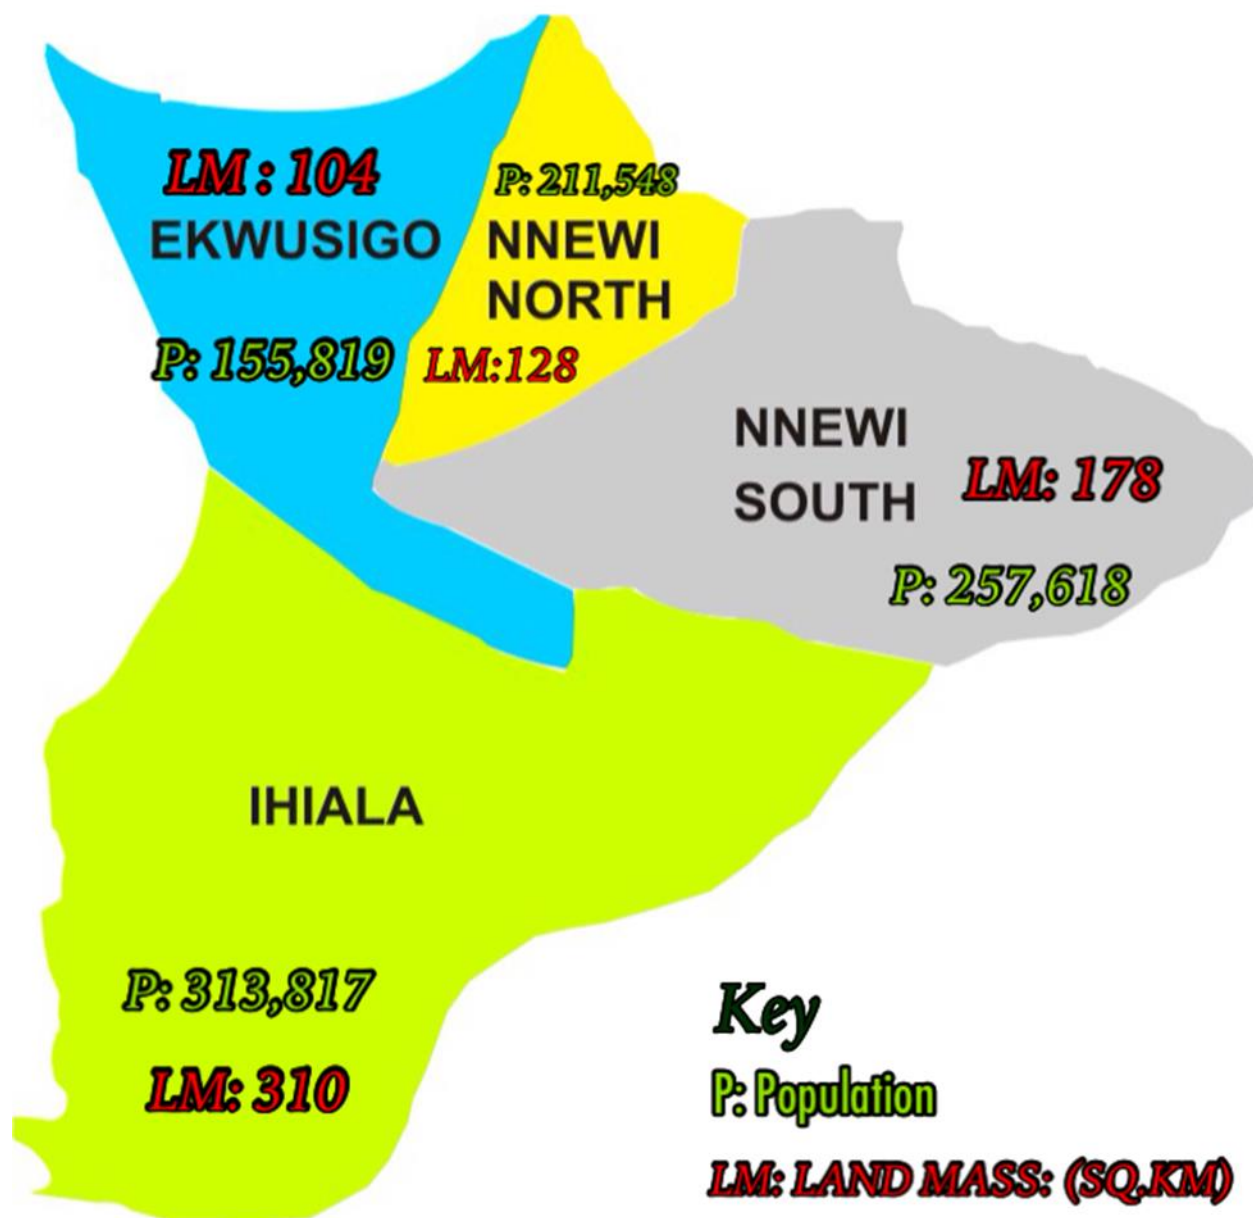 LM : 104
EKWUSIGO
P: 155,819
P: 211,548
NNEWI
NORTH
LM:128
NNEWI
SOUTH
LM: 178
P: 257,618
IHIALA
P: 313,817
LM: 310
Key
P: Population
LM: LAND MASS: (SQ.KM)